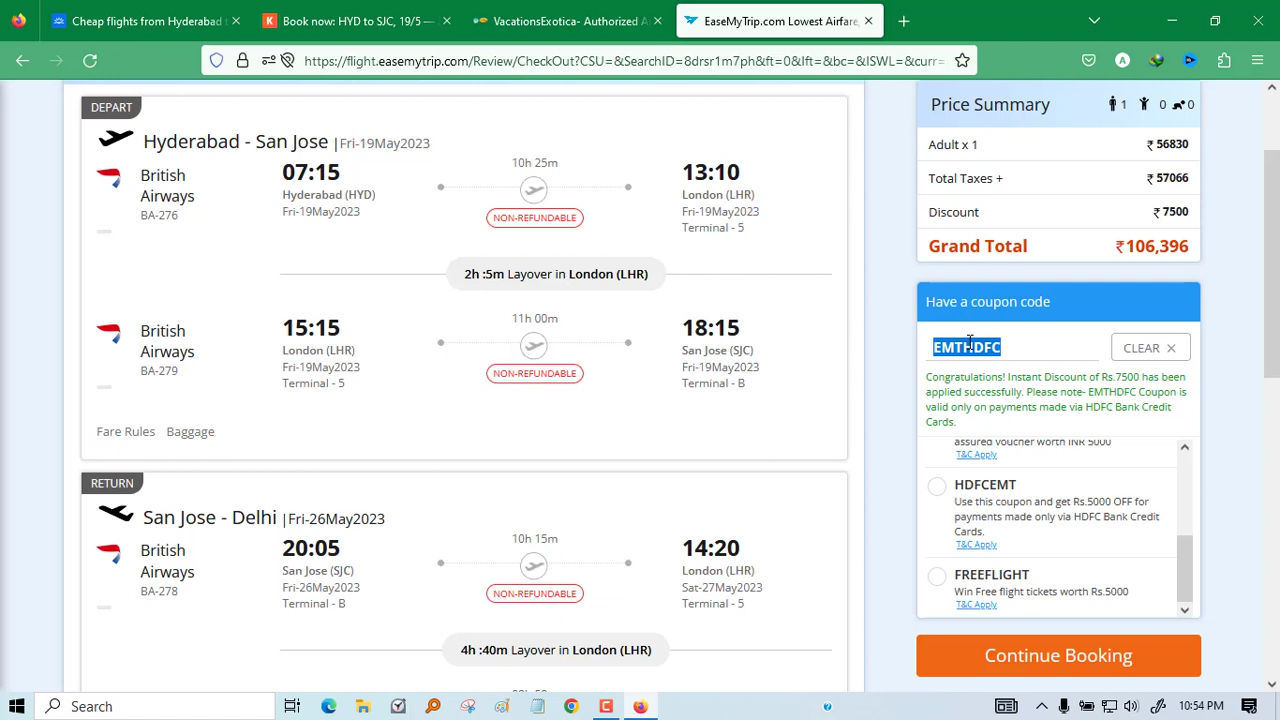 Cheap flights from Hyderabad t
Book now: HYD to SJC, 19/5 —
VacationsExotica- Authorized A
EaseMyTrip.com Lowest Airfare,
https://flight.easemytrip.com/Review/CheckOut?CSU=&SearchID=8drsr1m7ph&ft=0&lft=&bc=&ISWL=&curr=
DEPART
Hyderabad - San Jose |Fri-19May2023
British Airways
BA-276
07:15
Hyderabad (HYD)
Fri-19May2023
10h 25m
NON-REFUNDABLE
13:10
London (LHR)
Fri-19May2023
Terminal - 5
2h :5m Layover in London (LHR)
British Airways
BA-279
15:15
London (LHR)
Fri-19May2023
Terminal - 5
11h 00m
NON-REFUNDABLE
18:15
San Jose (SJC)
Fri-19May2023
Terminal - B
Fare Rules Baggage
RETURN
San Jose - Delhi |Fri-26May2023
British Airways
BA-278
20:05
San Jose (SJC)
Fri-26May2023
Terminal - B
10h 15m
NON-REFUNDABLE
14:20
London (LHR)
Sat-27May2023
Terminal - 5
4h :40m Layover in London (LHR)
Price Summary 1 0 0
Adult x 1 ₹ 56830
Total Taxes + ₹ 57066
Discount ₹ 7500
Grand Total ₹106,396
Have a coupon code
EMTHDFC CLEAR ×
Congratulations! Instant Discount of Rs.7500 has been
applied successfully. Please note- EMTHDFC Coupon is
valid only on payments made via HDFC Bank Credit
Cards.
assured voucher worth INR 5000
T&C Apply
HDFCEMT
Use this coupon and get Rs.5000 OFF for
payments made only via HDFC Bank Credit
Cards.
T&C Apply
FREEFLIGHT
Win Free flight tickets worth Rs.5000
T&C Apply
Continue Booking
Search
10:54 PM